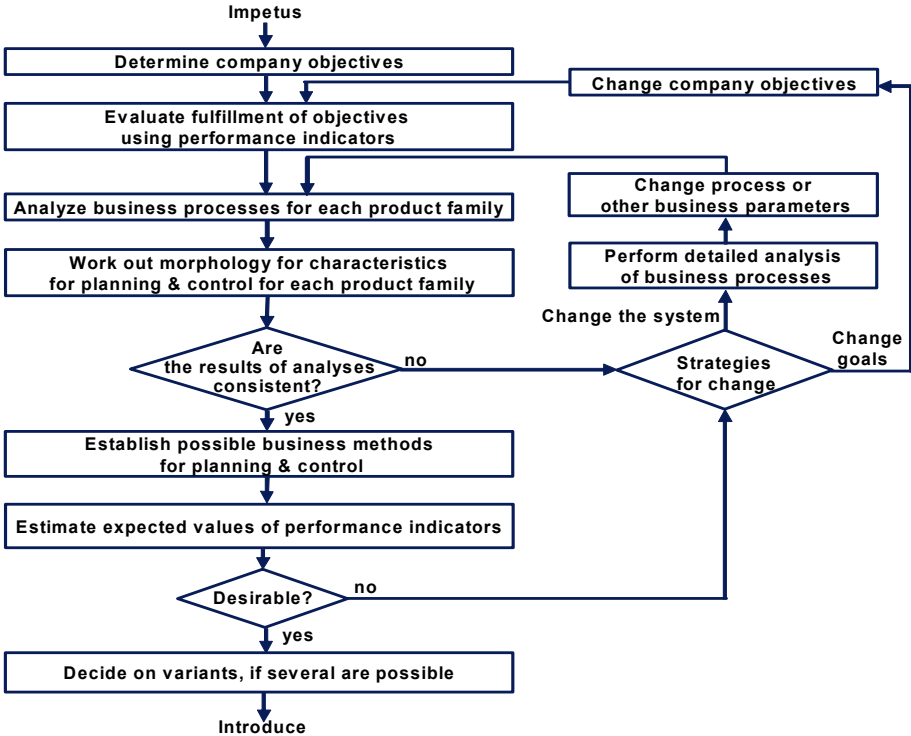 Impetus
Determine company objectives
Change company objectives
Evaluate fulfillment of objectives
using performance indicators
Change process or
other business parameters
Analyze business processes for each product family
Perform detailed analysis
of business processes
Work out morphology for characteristics
for planning & control for each product family
Change the system
Are
the results of analyses
consistent?
no
Strategies
for change
Change
goals
yes
Establish possible business methods
for planning & control
Estimate expected values of performance indicators
Desirable?
no
yes
Decide on variants, if several are possible
Introduce